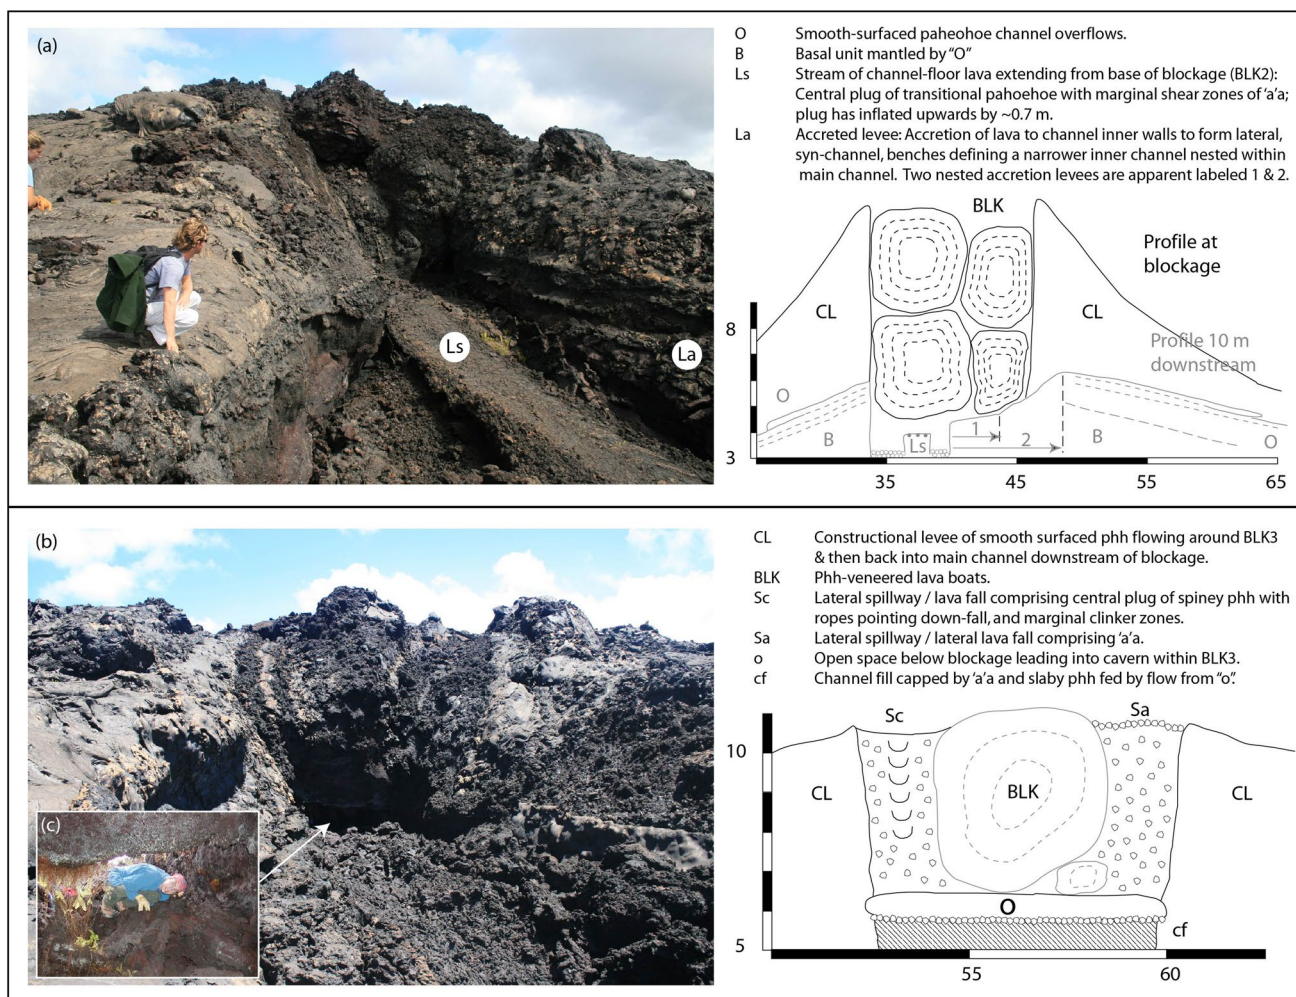 (a)
Ls
La
O Smooth-surfaced paheohoe channel overflows.
B Basal unit mantled by “O”
Ls Stream of channel-floor lava extending from base of blockage (BLK2):
Central plug of transitional pahoehoe with marginal shear zones of ‘a’a;
plug has inflated upwards by ~0.7 m.
La Accreted levee: Accretion of lava to channel inner walls to form lateral,
syn-channel, benches defining a narrower inner channel nested within
main channel. Two nested accretion levees are apparent labeled 1 & 2.
BLK
Profile at
blockage
CL
CL
8
Profile 10 m
downstream
O
B
Ls
1
2
B
O
3
35
45
55
65
(b)
(c)
CL Constructional levee of smooth surfaced phh flowing around BLK3
& then back into main channel downstream of blockage.
BLK Phh-veneered lava boats.
Sc Lateral spillway / lava fall comprising central plug of spiney phh with
ropes pointing down-fall, and marginal clinker zones.
Sa Lateral spillway / lateral lava fall comprising ‘a’a.
o Open space below blockage leading into cavern within BLK3.
cf Channel fill capped by ‘a’a and slaby phh fed by flow from “o”.
Sc
Sa
10
CL
BLK
CL
O
cf
5
55
60